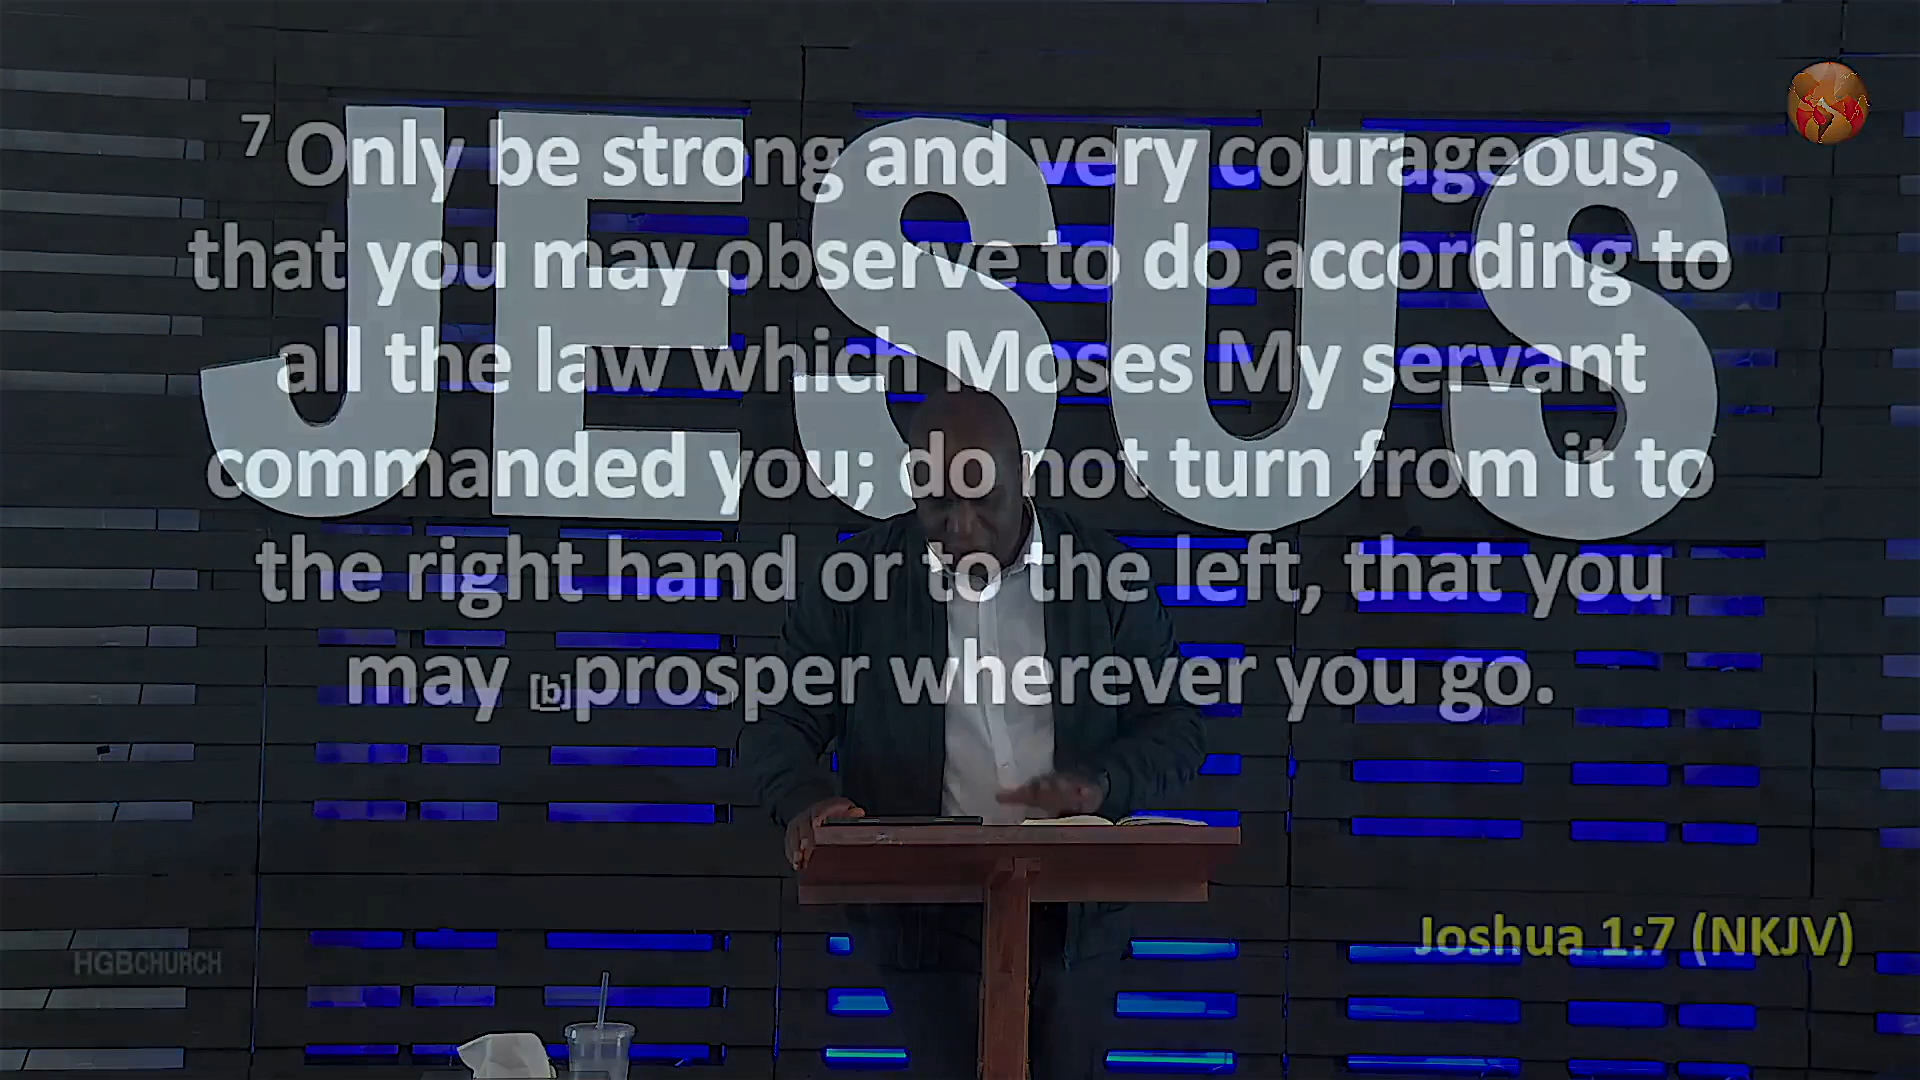 JESUS
7 Only be strong and very courageous,
that you may observe to do according to
all the law which Moses My servant
commanded you; do not turn from it to
the right hand or to the left, that you
may [b]prosper wherever you go.
Joshua 1:7 (NKJV)
HGBCHURCH